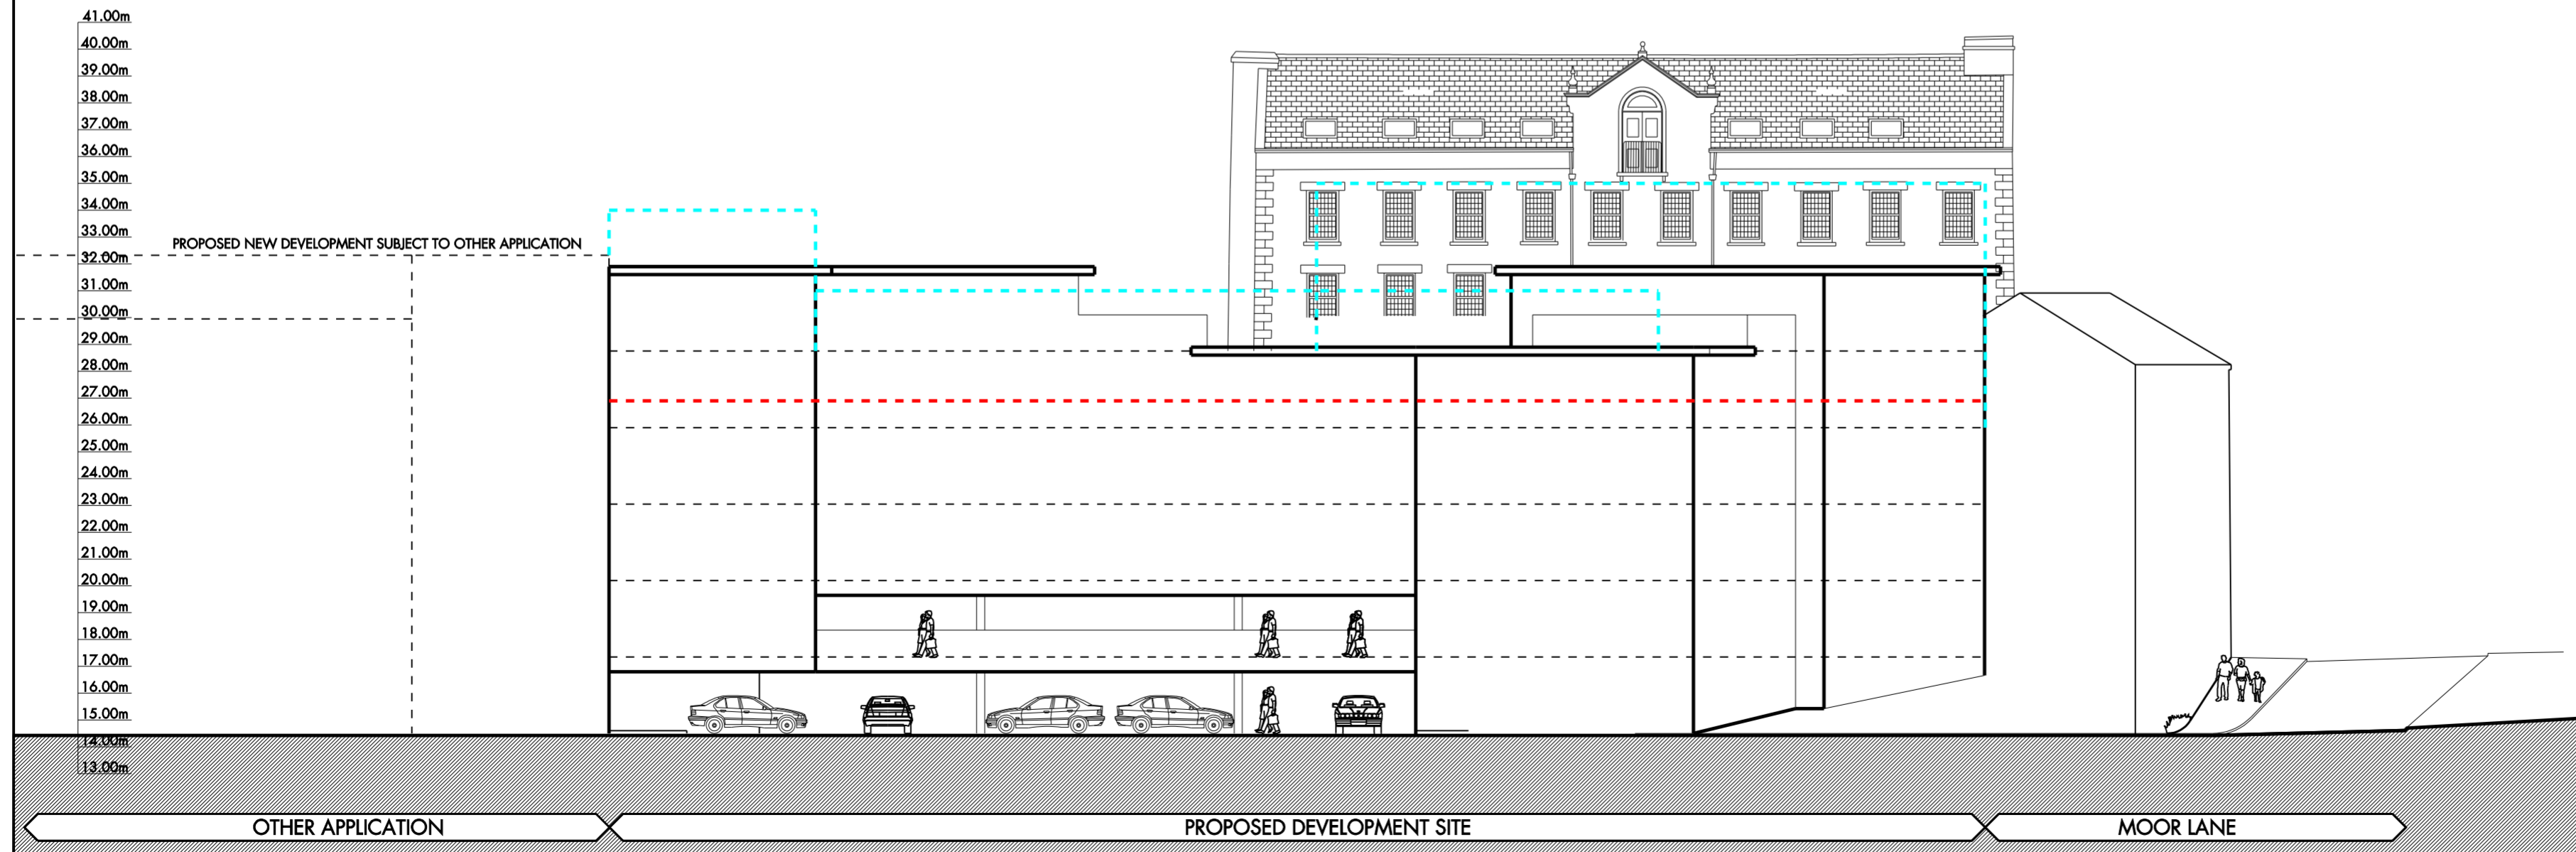 41.00m
40.00m
39.00m
38.00m
37.00m
36.00m
35.00m
34.00m
33.00m
PROPOSED NEW DEVELOPMENT SUBJECT TO OTHER APPLICATION
32.00m
31.00m
30.00m
29.00m
28.00m
27.00m
26.00m
25.00m
24.00m
23.00m
22.00m
21.00m
20.00m
19.00m
18.00m
17.00m
16.00m
15.00m
14.00m
13.00m
OTHER APPLICATION
PROPOSED DEVELOPMENT SITE
MOOR LANE